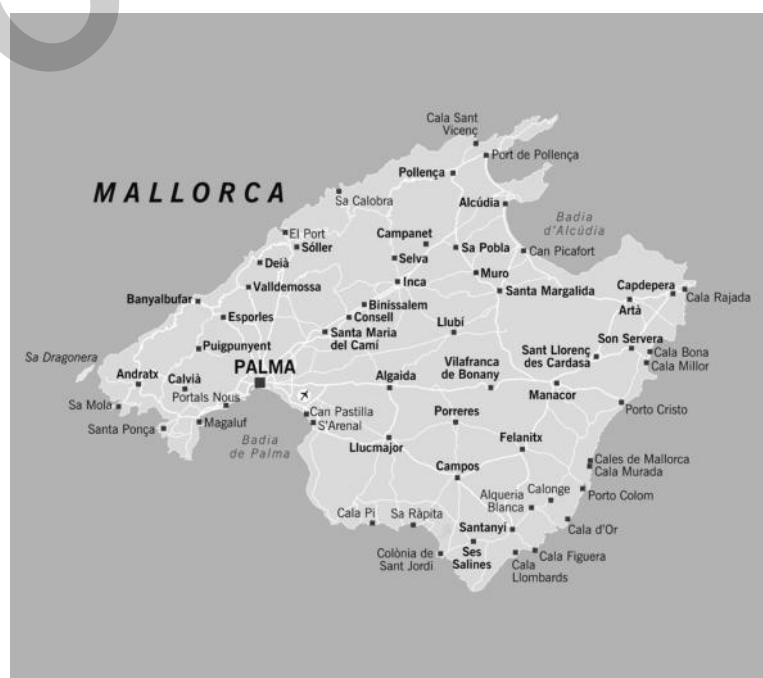 Cala Sant
Vicenç
Port de Pollença
Pollença
MALLORCA
Sa Calobra
Alcúdia
Badia
d'Alcúdia
El Port
Sóller
Campanet
Sa Pobla
Can Picafort
Deià
Selva
Muro
Valldemossa
Inca
Santa Margalida
Capdepera
Cala Rajada
Banyalbufar
Binissalem
Artà
Esporles
Consell
Santa Maria
del Camí
Llubí
Son Servera
Puigpunyent
Sa Dragonera
PALMA
Vilafranca
de Bonany
Sant Llorenç
des Cardasa
Cala Bona
Cala Millor
Andratx
Calvià
Algaida
Manacor
Portals Nous
Sa Mola
Can Pastilla
S'Arenal
Porreres
Porto Cristo
Santa Ponça
Magaluf
Badia
de Palma
Llucmajor
Felanitx
Campos
Cales de Mallorca
Cala Murada
Alqueria
Blanca
Calonge
Porto Colom
Cala Pi
Sa Ràpita
Santanyí
Cala d'Or
Colònia de
Sant Jordi
Ses
Salines
Cala
Llombards
Cala Figuera